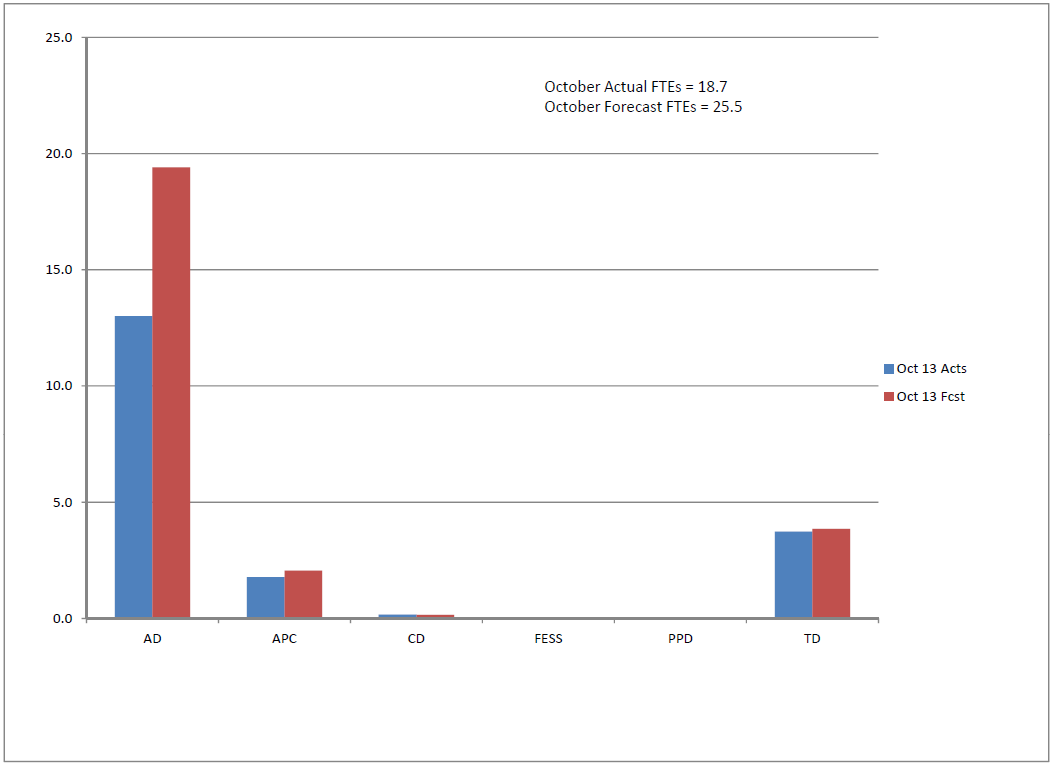 25.0
October Actual FTEs = 18.7
October Forecast FTEs = 25.5
20.0
15.0
10.0
5.0
0.0
Oct 13 Acts
Oct 13 Fcst
AD APC CD FESS PPD TD